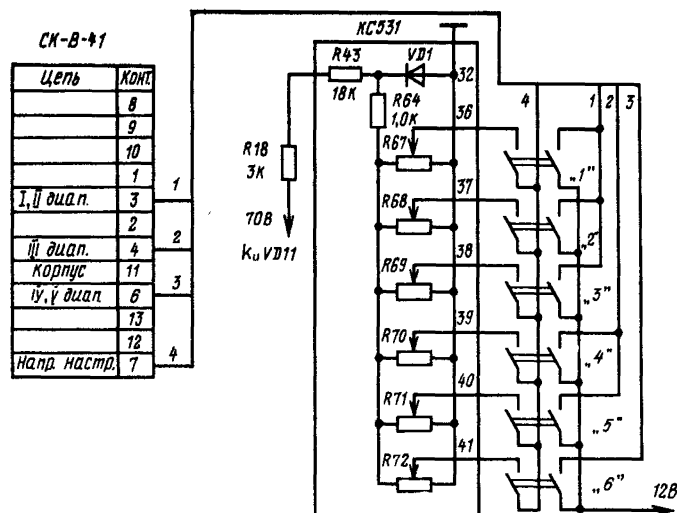 СК-В-41
Цепь Конт.
8
9
10
1
I, II диап. 3
2
III диап. 4
корпус 11
IV, V диап 6
13
12
Напр. настр. 7
1
2
3
4
КС531
R43
18К
VD1
R64
1,0К
R18
3К
70В
к VD11
32
36
37
38
39
40
41
R67
R68
R69
R70
R71
R72
4
1
2
3
„1”
„2”
„3”
„4”
„5”
„6”
12В